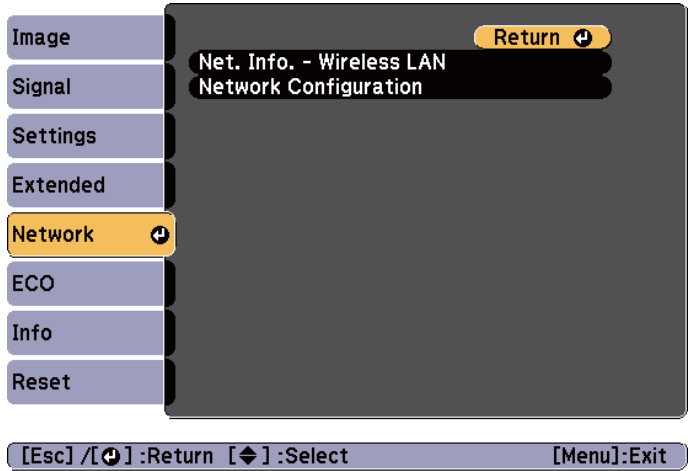 Image
Signal
Settings
Extended
Network
ECO
Info
Reset
Return
Net. Info. - Wireless LAN
Network Configuration
[Esc] /[⏎] :Return [◆] :Select [Menu]:Exit